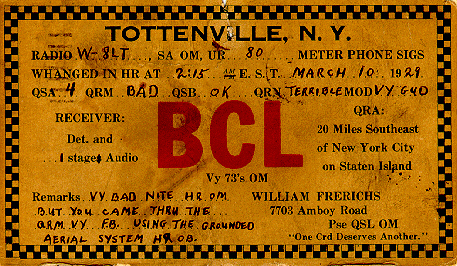 TOTTENVILLE, N. Y.
RADIO W-8LT, SA OM, UR 80 METER PHONE SIGS
WHANGED IN HR AT 2:15 AM E. S. T. MARCH 10, 1929.
QSA 4 QRM BAD QSB OK QRN TERRIBLE MOD VY GUD
RECEIVER:
Det. and
1 stages Audio
BCL
Vy 73's OM
QRA:
20 Miles Southeast
of New York City
on Staten Island
Remarks VY BAD NITE HR OM
BUT YOU CAME THRU THE
QRM VY FB. USING THE GROUNDED
AERIAL SYSTEM HR OB.
WILLIAM FRERICHS
7703 Amboy Road
Pse QSL OM
"One Crd Deserves Another."